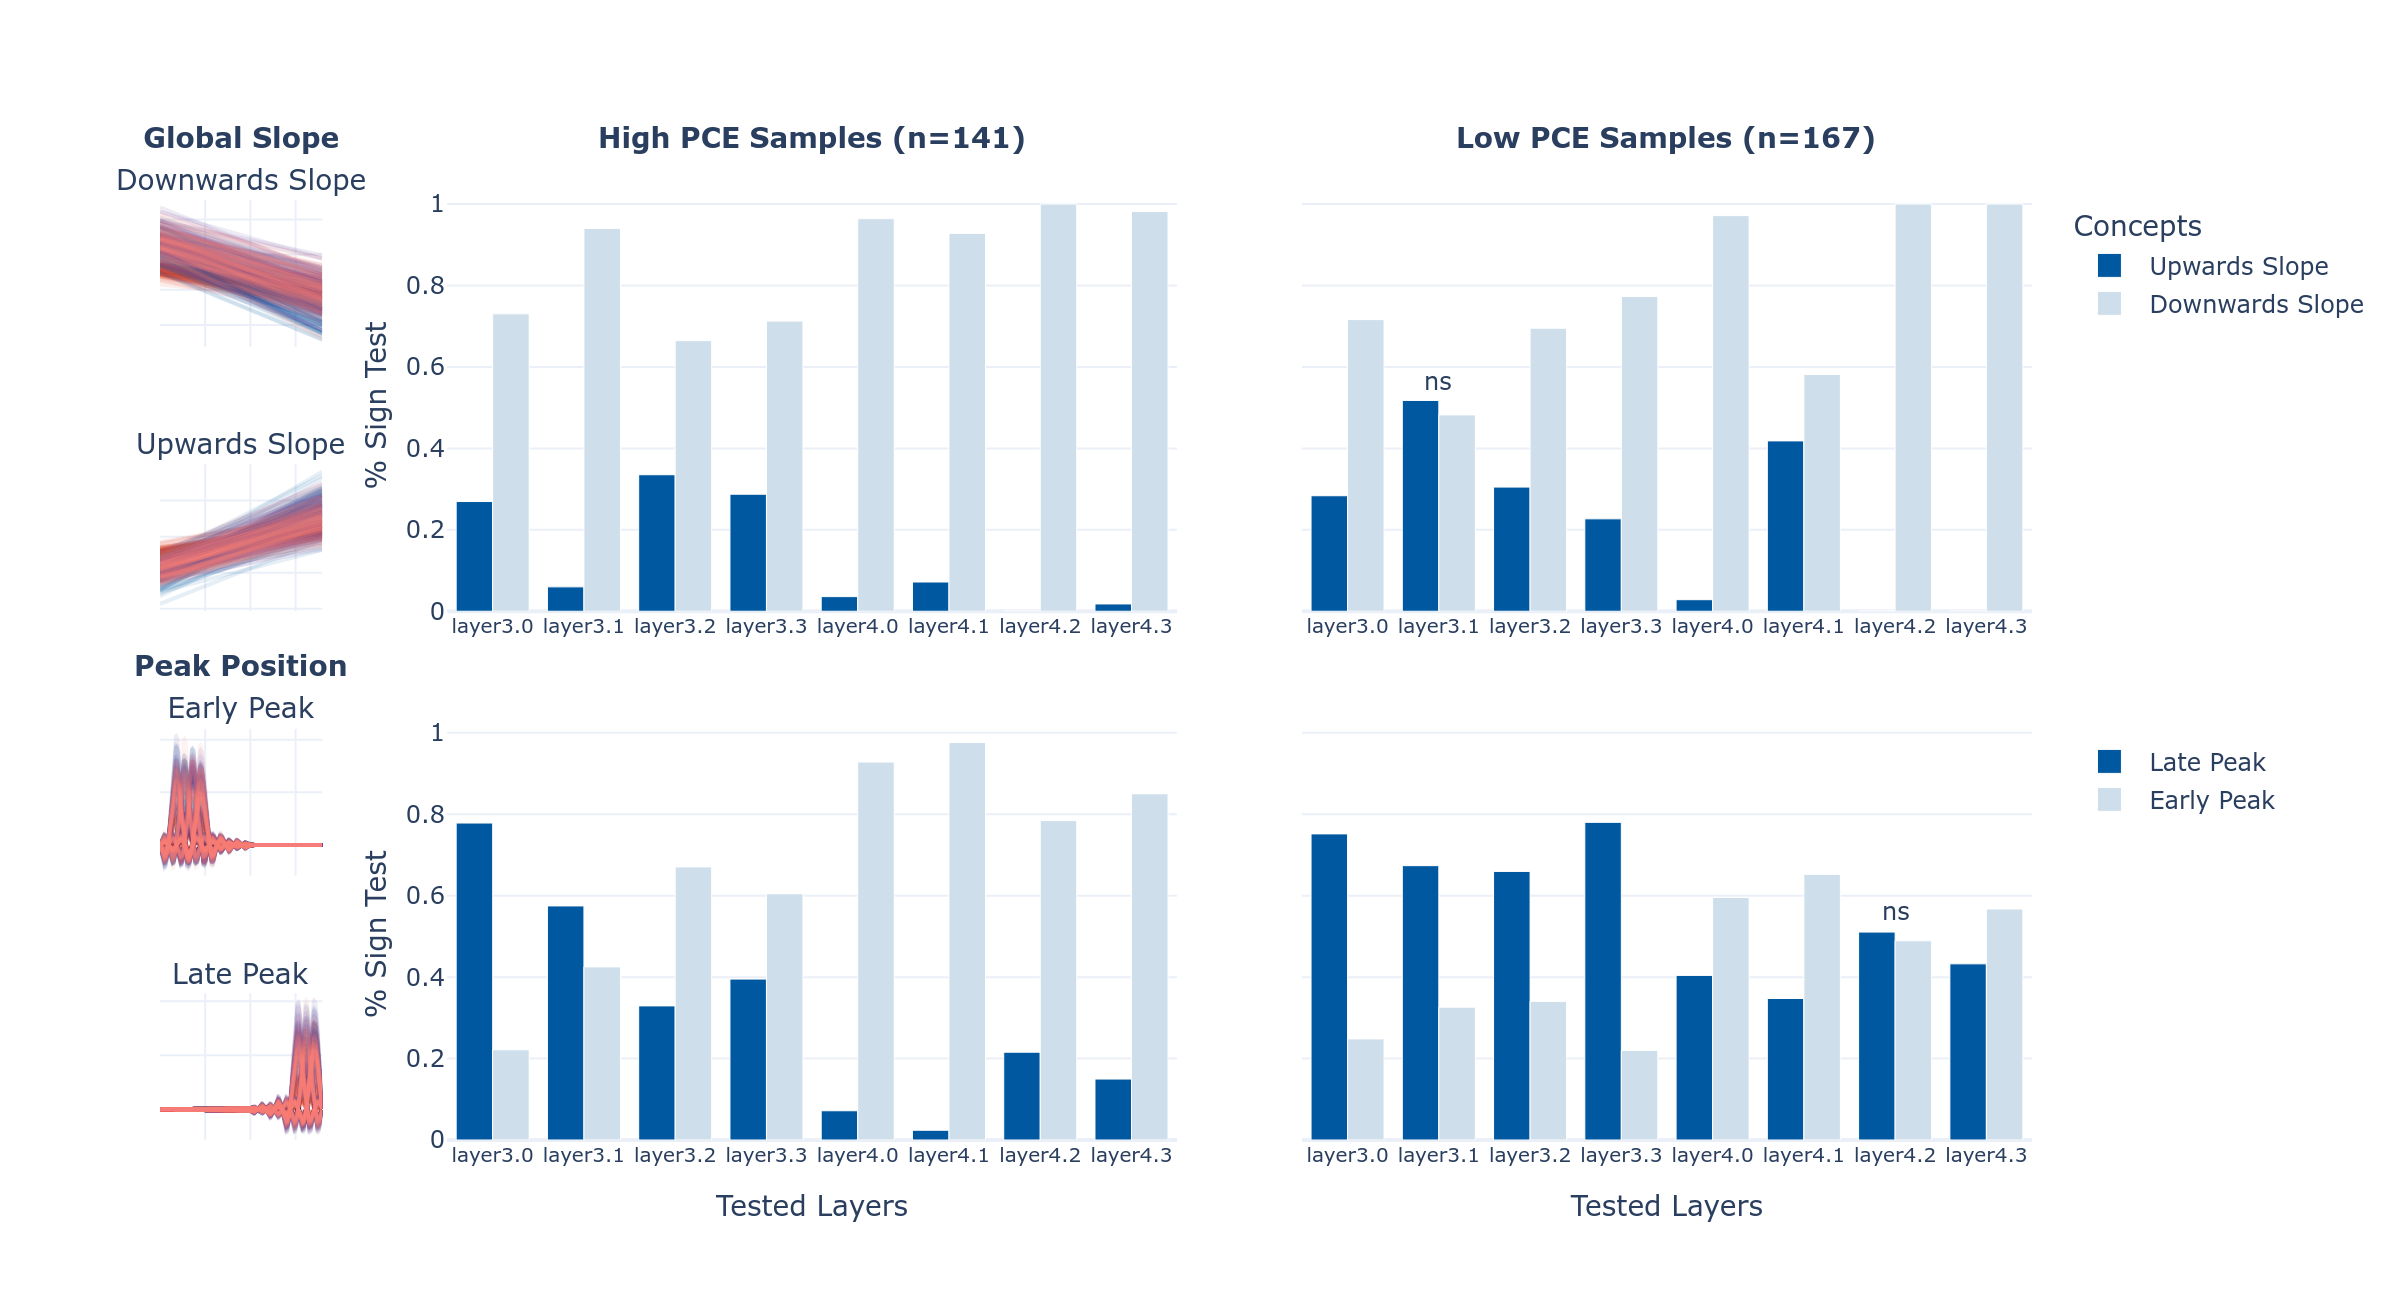 Global Slope
Downwards Slope
Upwards Slope
Peak Position
Early Peak
Late Peak
High PCE Samples (n=141)
% Sign Test
1
0.8
0.6
0.4
0.2
0
layer3.0 layer3.1 layer3.2 layer3.3 layer4.0 layer4.1 layer4.2 layer4.3
Low PCE Samples (n=167)
ns
layer3.0 layer3.1 layer3.2 layer3.3 layer4.0 layer4.1 layer4.2 layer4.3
Concepts
Upwards Slope
Downwards Slope
% Sign Test
1
0.8
0.6
0.4
0.2
0
layer3.0 layer3.1 layer3.2 layer3.3 layer4.0 layer4.1 layer4.2 layer4.3
Tested Layers
ns
layer3.0 layer3.1 layer3.2 layer3.3 layer4.0 layer4.1 layer4.2 layer4.3
Tested Layers
Late Peak
Early Peak